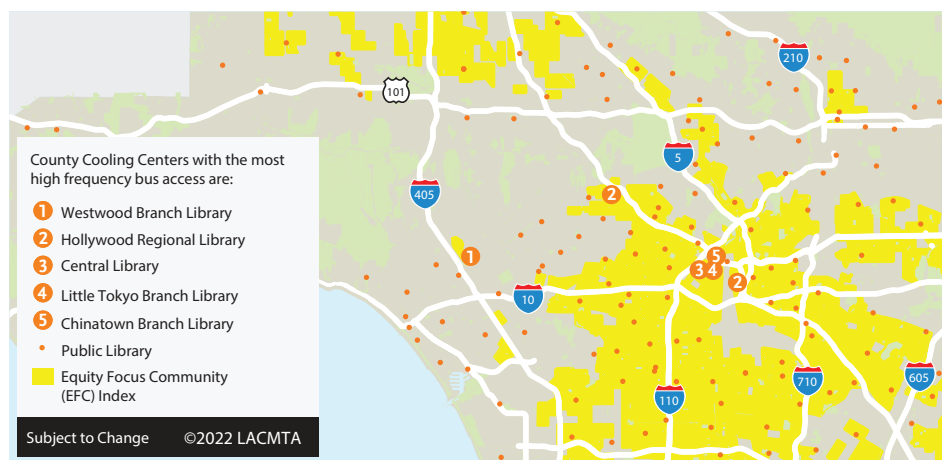 County Cooling Centers with the most
high frequency bus access are:
1 Westwood Branch Library
2 Hollywood Regional Library
3 Central Library
4 Little Tokyo Branch Library
5 Chinatown Branch Library
Public Library
Equity Focus Community
(EFC) Index
Subject to Change ©2022 LACMTA
101
210
5
405
2
1
5
3
4
2
10
110
710
605